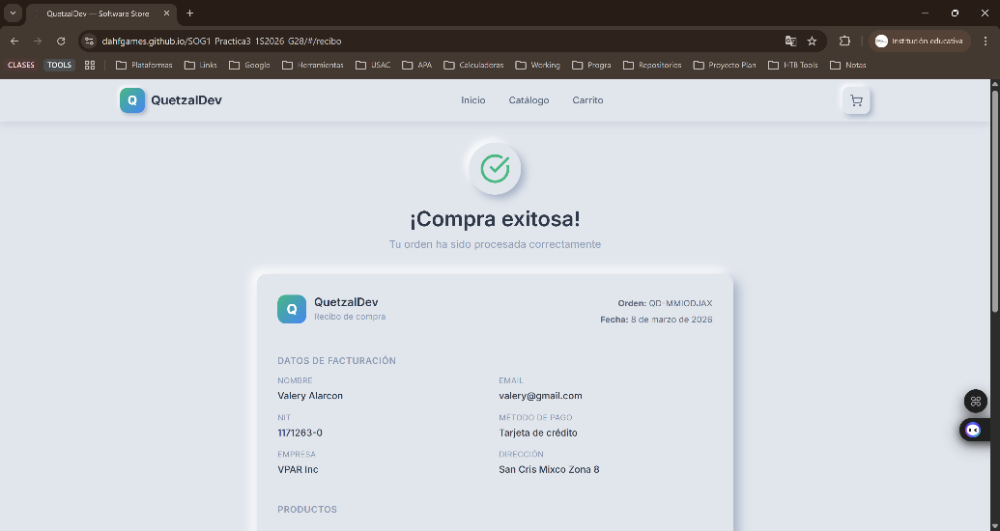 QuetzalDev — Software Store
dahfgames.github.io/SOG1_Practica3_1S2026_G28/#/recibo
Institución educativa
CLASES TOOLS Plataformas Links Google Herramientas USAC APA Calculadoras Working Progra Repositorios Proyecto Plan HTB Tools Notas
Q QuetzalDev Inicio Catálogo Carrito
¡Compra exitosa!
Tu orden ha sido procesada correctamente
Q QuetzalDev
Recibo de compra
Orden: QD-MMIODJAX
Fecha: 8 de marzo de 2026
DATOS DE FACTURACIÓN
NOMBRE EMAIL
Valery Alarcon valery@gmail.com
NIT MÉTODO DE PAGO
1171263-0 Tarjeta de crédito
EMPRESA DIRECCIÓN
VPAR Inc San Cris Mixco Zona 8
PRODUCTOS